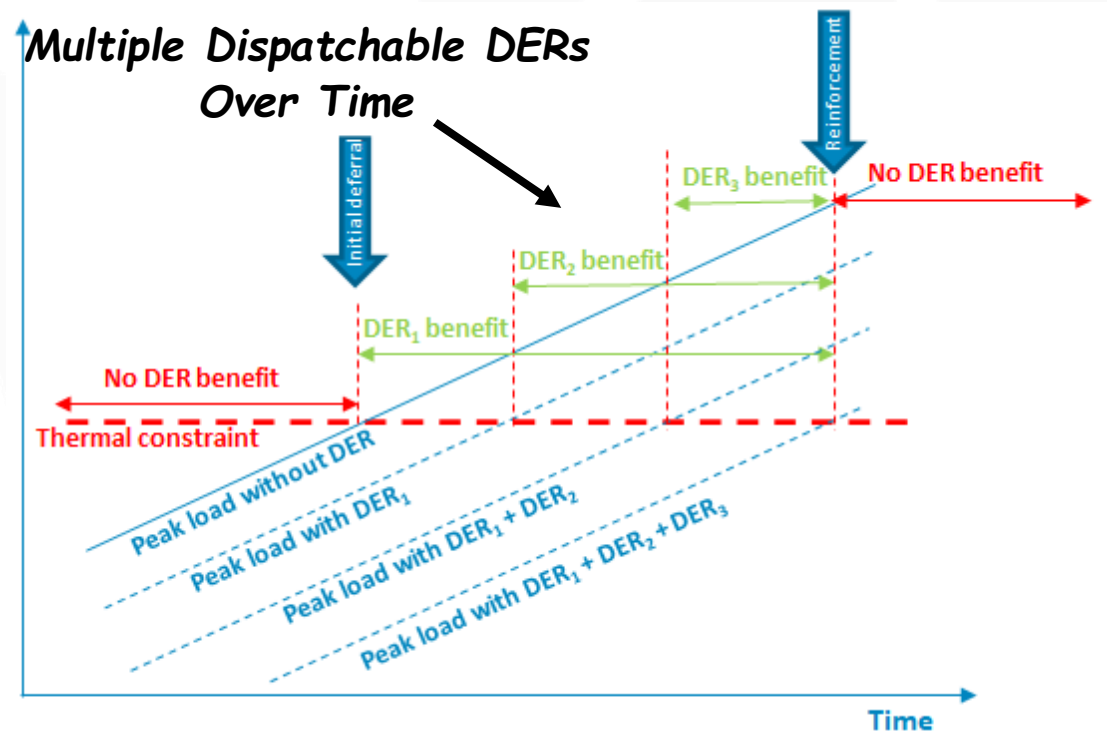 Multiple Dispatchable DERs
Over Time
Initial deferral
Reinforcement
DER₃ benefit
No DER benefit
DER₂ benefit
DER₁ benefit
No DER benefit
Thermal constraint
Peak load without DER
Peak load with DER₁
Peak load with DER₁ + DER₂
Peak load with DER₁ + DER₂ + DER₃
Time